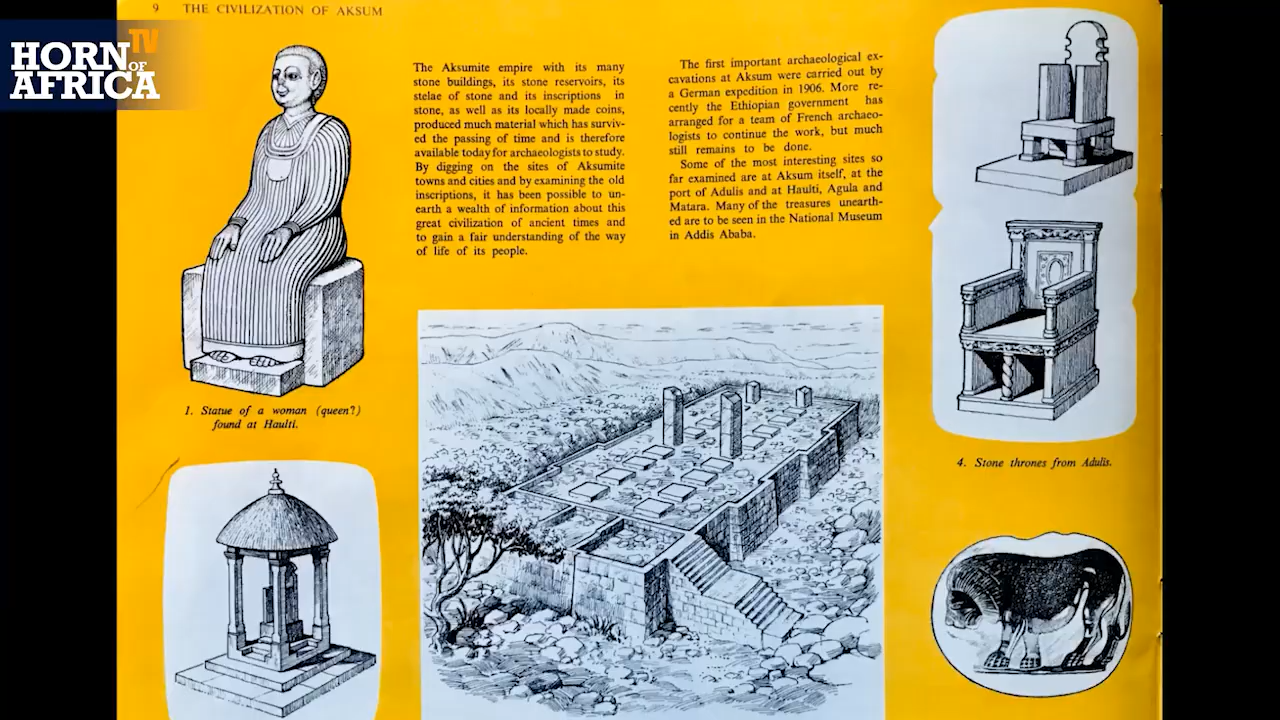 9 THE CIVILIZATION OF AKSUM
HORN OF AFRICA TV
The Aksumite empire with its many
stone buildings, its stone reservoirs, its
stelae of stone and its inscriptions in
stone, as well as its locally made coins,
produced much material which has surviv-
ed the passing of time and is therefore
available today for archaeologists to study.
By digging on the sites of Aksumite
towns and cities and by examining the old
inscriptions, it has been possible to un-
earth a wealth of information about this
great civilization of ancient times and
to gain a fair understanding of the way
of life of its people.
The first important archaeological ex-
cavations at Aksum were carried out by
a German expedition in 1906. More re-
cently the Ethiopian government has
arranged for a team of French archaeo-
logists to continue the work, but much
still remains to be done.
Some of the most interesting sites so
far examined are at Aksum itself, at the
port of Adulis and at Haulti, Agula and
Matara. Many of the treasures unearth-
ed are to be seen in the National Museum
in Addis Ababa.
1. Statue of a woman (queen?)
found at Haulti.
4. Stone thrones from Adulis.